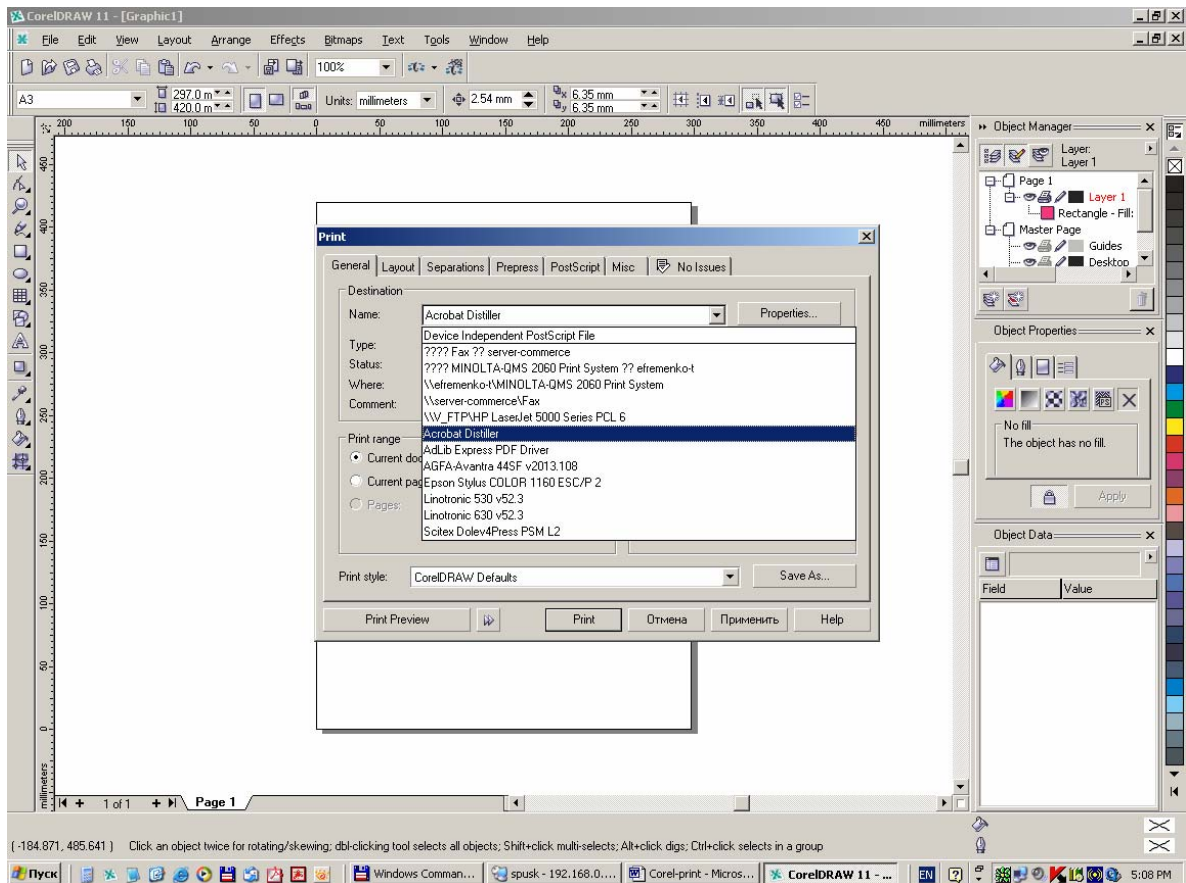 CorelDRAW 11 - [Graphic1]
File Edit View Layout Arrange Effects Bitmaps Text Tools Window Help
100%
A3 297.0 m 420.0 m Units: millimeters 2.54 mm 6.35 mm 6.35 mm
200 150 100 50 0 50 100 150 200 250 300 350 400 450 millimeters
450
400
350
300
250
200
150
100
50
0
millimeters
Print
General Layout Separations Prepress PostScript Misc No Issues
Destination
Name: Acrobat Distiller Properties...
Type:
Status:
Where:
Comment:
Device Independent PostScript File
???? Fax ?? server-commerce
???? MINOLTA-QMS 2060 Print System ?? efremenko-t
\\efremenko-t\MINOLTA-QMS 2060 Print System
\\server-commerce\Fax
\\V_FTP\HP LaserJet 5000 Series PCL 6
Acrobat Distiller
AdLib Express PDF Driver
AGFA-Avantra 44SF v2013.108
Epson Stylus COLOR 1160 ESC/P 2
Linotronic 530 v52.3
Linotronic 630 v52.3
Scitex Dolev4Press PSM L2
Print range
Current doc
Current pag
Pages:
Print style: CorelDRAW Defaults Save As...
Print Preview Print Отмена Применить Help
Object Manager
Layer:
Layer 1
Page 1
Layer 1
Rectangle - Fill:
Master Page
Guides
Desktop
Object Properties
No fill
The object has no fill.
Apply
Object Data
Field Value
1 of 1 Page 1
( -184.871, 485.641 ) Click an object twice for rotating/skewing; dbl-clicking tool selects all objects; Shift+click multi-selects; Alt+click digs; Ctrl+click selects in a group
Пуск Windows Comman... spusk - 192.168.0.... Corel-print - Micros... CorelDRAW 11 - ... EN 5:08 PM